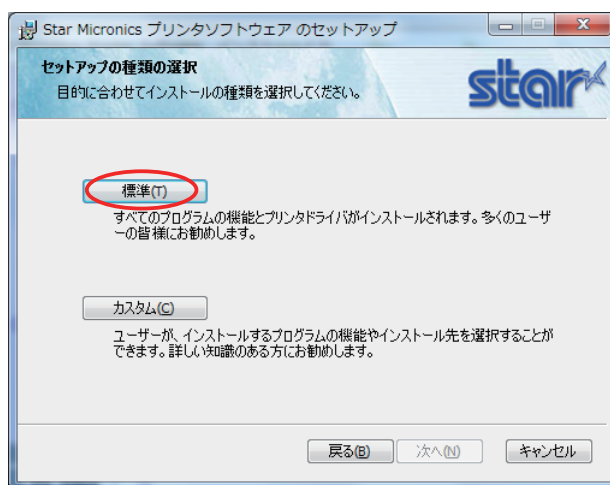 Star Micronics プリンタソフトウェア のセットアップ
セットアップの種類の選択
目的に合わせてインストールの種類を選択してください。
star
標準(T)
すべてのプログラムの機能とプリンタドライバがインストールされます。多くのユーザ
ーの皆様にお勧めします。
カスタム(C)
ユーザーが、インストールするプログラムの機能やインストール先を選択することが
できます。詳しい知識のある方にお勧めします。
戻る(B) 次へ(N) キャンセル